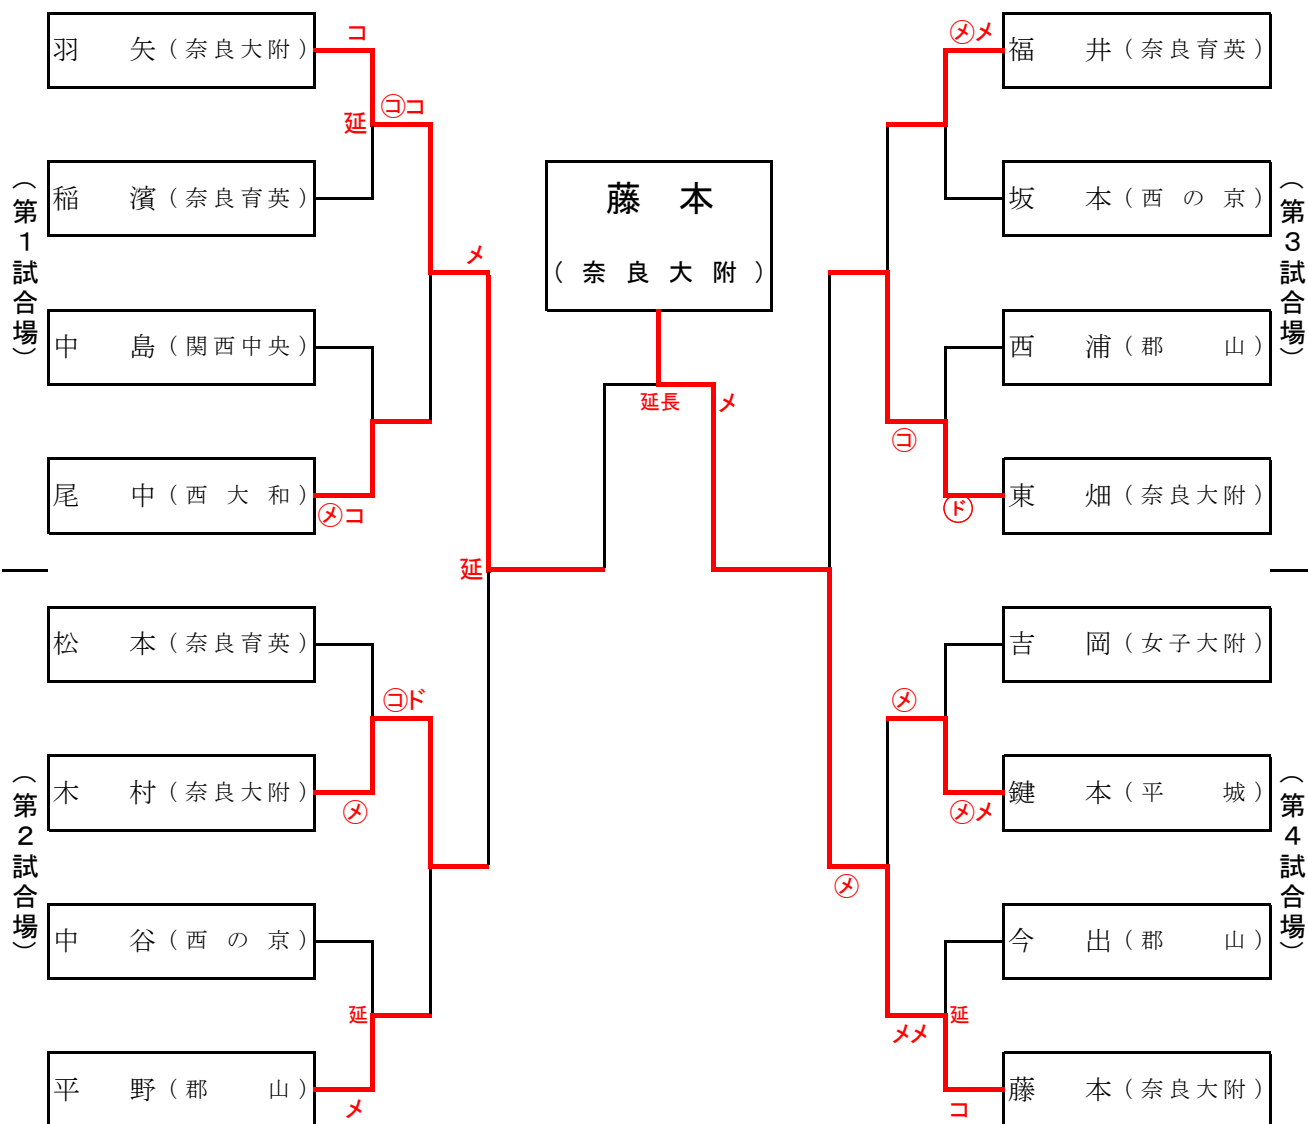 （第1試合場）
羽 矢（奈良大附）
コ
延
㋙コ
稲 濱（奈良育英）
中 島（関西中央）
尾 中（西大和）
㋱コ
メ
延
（第2試合場）
松 本（奈良育英）
木 村（奈良大附）
㋱
㋙ド
中 谷（西の京）
延
平 野（郡 山）
メ
藤 本
（奈良大附）
延長
メ
（第3試合場）
㋱メ
福 井（奈良育英）
坂 本（西の京）
西 浦（郡 山）
㋙
東 畑（奈良大附）
ド
（第4試合場）
吉 岡（女子大附）
㋱
鍵 本（平 城）
㋱メ
㋱
今 出（郡 山）
延
メメ
藤 本（奈良大附）
コ